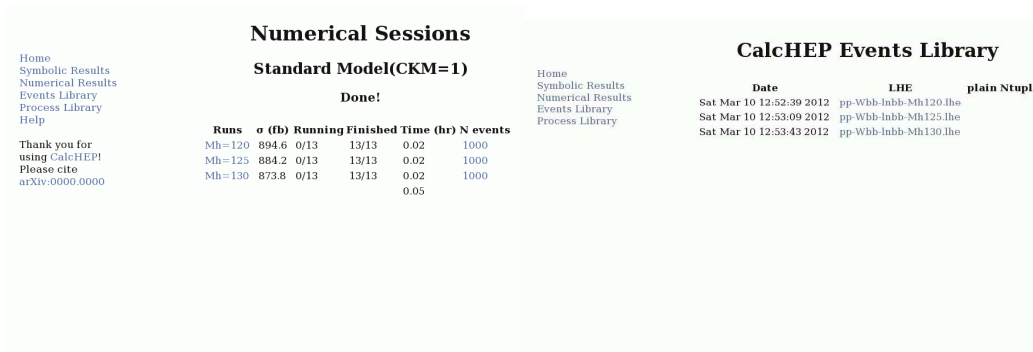 Numerical Sessions
Home
Symbolic Results
Numerical Results
Events Library
Process Library
Help
Thank you for
using CalcHEP!
Please cite
arXiv:0000.0000
Standard Model(CKM=1)
Done!
Runs σ (fb) Running Finished Time (hr) N events
Mh=120 894.6 0/13 13/13 0.02 1000
Mh=125 884.2 0/13 13/13 0.02 1000
Mh=130 873.8 0/13 13/13 0.02 1000
0.05
CalcHEP Events Library
Home
Symbolic Results
Numerical Results
Events Library
Process Library
Date LHE plain Ntupl
Sat Mar 10 12:52:39 2012 pp-Wbb-lnbb-Mh120.lhe
Sat Mar 10 12:53:09 2012 pp-Wbb-lnbb-Mh125.lhe
Sat Mar 10 12:53:43 2012 pp-Wbb-lnbb-Mh130.lhe